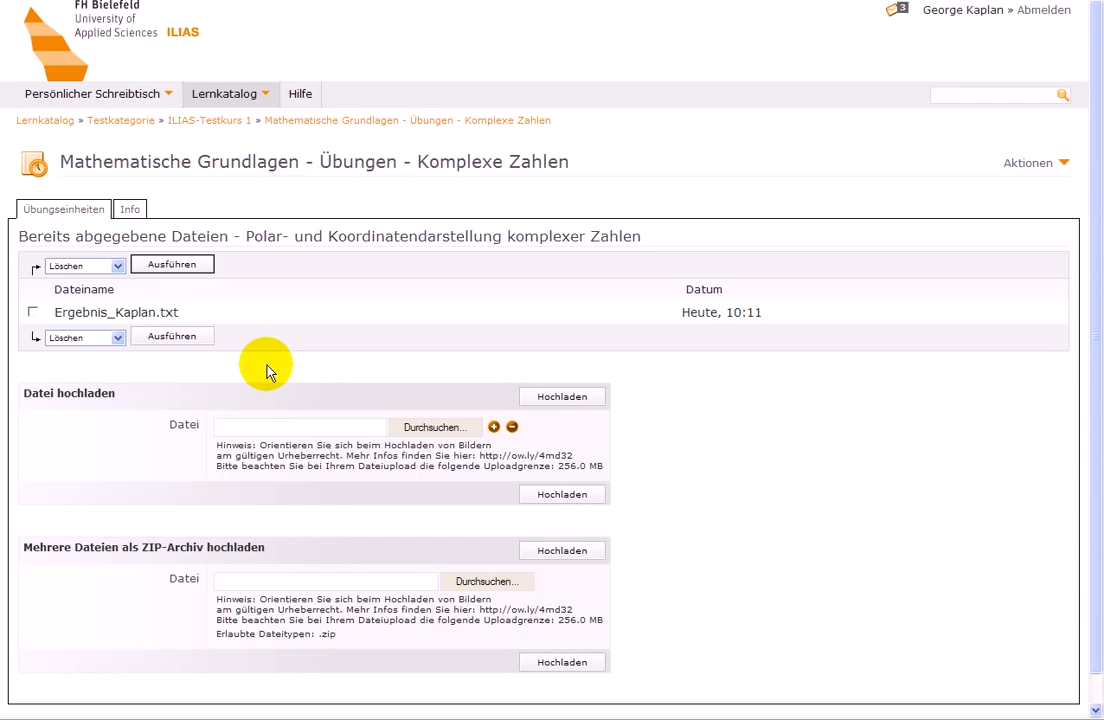 FH Bielefeld
University of
Applied Sciences ILIAS
3
George Kaplan » Abmelden
Persönlicher Schreibtisch Lernkatalog Hilfe
Lernkatalog » Testkategorie » ILIAS-Testkurs 1 » Mathematische Grundlagen - Übungen - Komplexe Zahlen
Mathematische Grundlagen - Übungen - Komplexe Zahlen
Aktionen
Übungseinheiten Info
Bereits abgegebene Dateien - Polar- und Koordinatendarstellung komplexer Zahlen
Löschen Ausführen
Dateiname Datum
Ergebnis_Kaplan.txt Heute, 10:11
Löschen Ausführen
Datei hochladen Hochladen
Datei Durchsuchen...
Hinweis: Orientieren Sie sich beim Hochladen von Bildern
am gültigen Urheberrecht. Mehr Infos finden Sie hier: http://ow.ly/4md32
Bitte beachten Sie bei Ihrem Dateiupload die folgende Uploadgrenze: 256.0 MB
Hochladen
Mehrere Dateien als ZIP-Archiv hochladen Hochladen
Datei Durchsuchen...
Hinweis: Orientieren Sie sich beim Hochladen von Bildern
am gültigen Urheberrecht. Mehr Infos finden Sie hier: http://ow.ly/4md32
Bitte beachten Sie bei Ihrem Dateiupload die folgende Uploadgrenze: 256.0 MB
Erlaubte Dateitypen: .zip
Hochladen